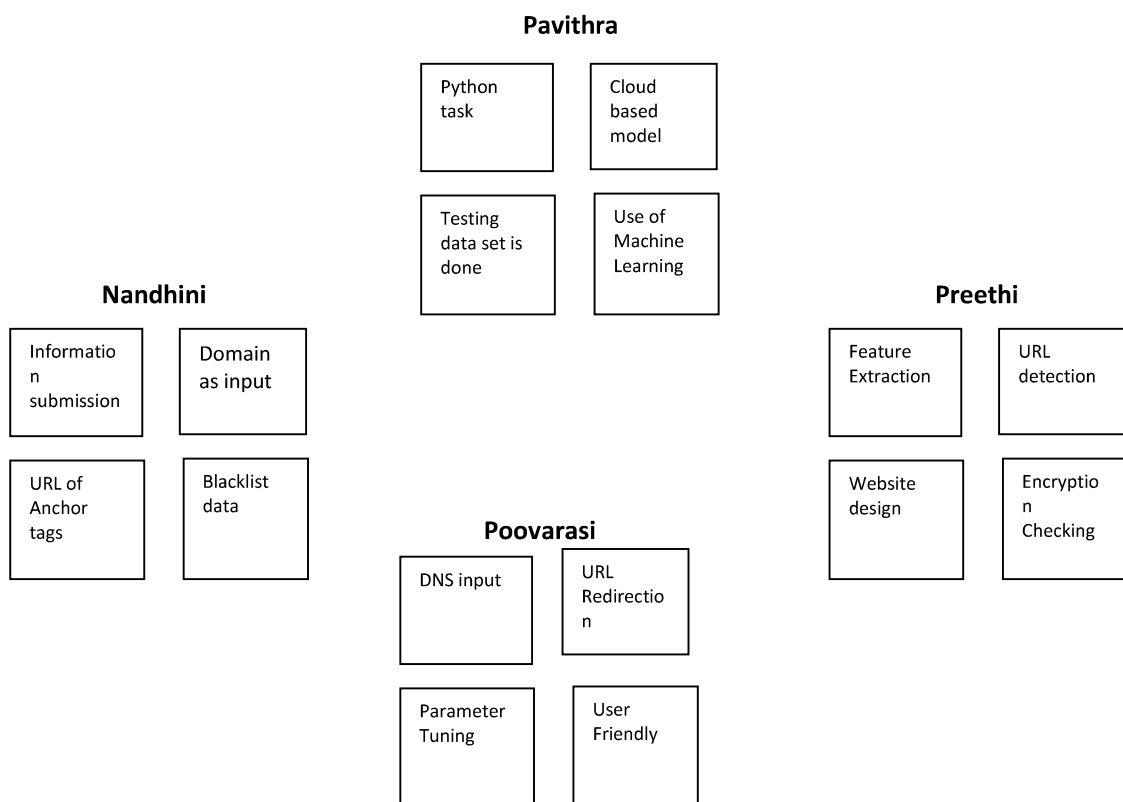 Pavithra
Python
task
Cloud
based
model
Testing
data set is
done
Use of
Machine
Learning
Nandhini
Informatio
n
submission
Domain
as input
URL of
Anchor
tags
Blacklist
data
Preethi
Feature
Extraction
URL
detection
Website
design
Encryptio
n
Checking
Poovarasi
DNS input
URL
Redirectio
n
Parameter
Tuning
User
Friendly